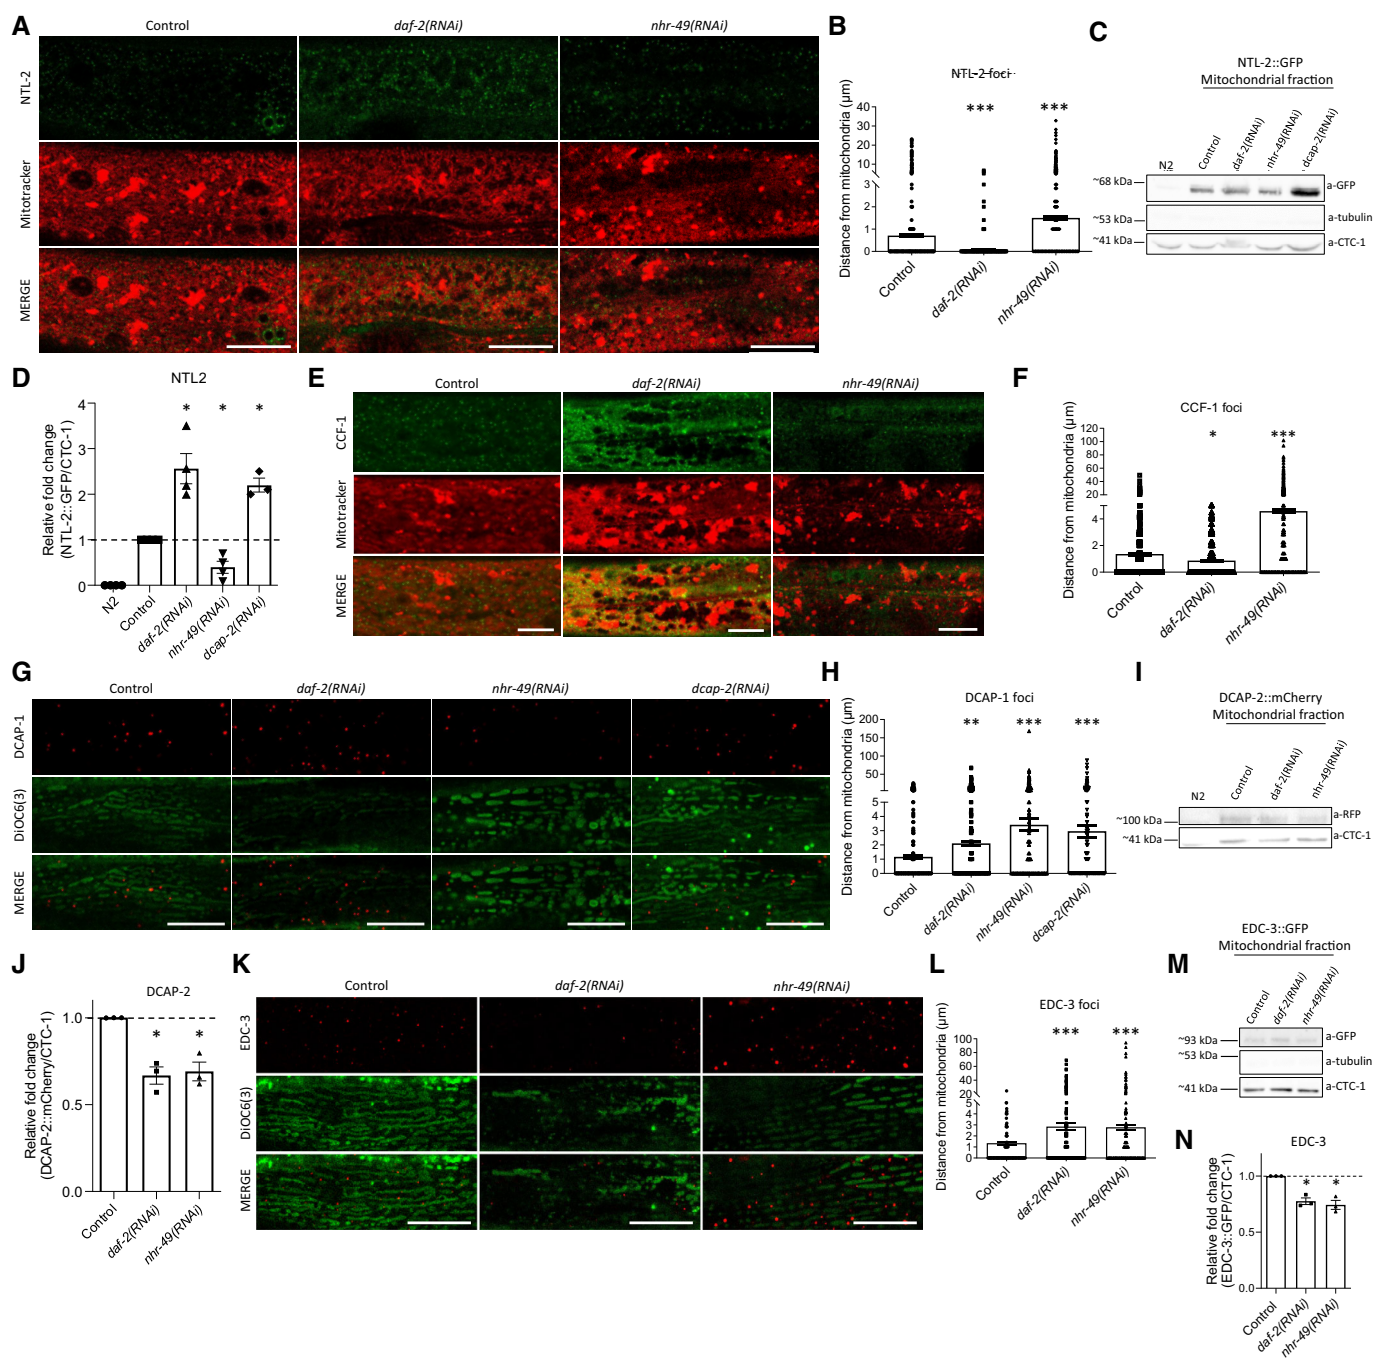 A
Control
daf-2(RNAi)
nhr-49(RNAi)
NTL-2
Mitotracker
MERGE
B
NTL-2 foci
Distance from mitochondria (µm)
40
30
20
10
3
2
1
0
***
***
Control
daf-2(RNAi)
nhr-49(RNAi)
C
NTL-2::GFP
Mitochondrial fraction
N2
Control
daf-2(RNAi)
nhr-49(RNAi)
dcap-2(RNAi)
~68 kDa
a-GFP
~53 kDa
a-tubulin
~41 kDa
a-CTC-1
D
NTL2
Relative fold change
(NTL-2::GFP/CTC-1)
4
3
2
1
0
*
*
*
N2
Control
daf-2(RNAi)
nhr-49(RNAi)
dcap-2(RNAi)
E
Control
daf-2(RNAi)
nhr-49(RNAi)
CCF-1
Mitotracker
MERGE
F
CCF-1 foci
Distance from mitochondria (µm)
120
100
80
60
40
20
4
2
0
*
***
Control
daf-2(RNAi)
nhr-49(RNAi)
G
Control
daf-2(RNAi)
nhr-49(RNAi)
dcap-2(RNAi)
DCAP-1
DiOC6(3)
MERGE
H
DCAP-1 foci
Distance from mitochondria (µm)
200
150
100
50
5
4
3
2
1
0
**
***
***
Control
daf-2(RNAi)
nhr-49(RNAi)
dcap-2(RNAi)
I
DCAP-2::mCherry
Mitochondrial fraction
N2
Control
daf-2(RNAi)
nhr-49(RNAi)
~100 kDa
a-RFP
~41 kDa
a-CTC-1
J
DCAP-2
Relative fold change
(DCAP-2::mCherry/CTC-1)
1.0
0.5
0.0
*
*
Control
daf-2(RNAi)
nhr-49(RNAi)
K
Control
daf-2(RNAi)
nhr-49(RNAi)
EDC-3
DiOC6(3)
MERGE
L
EDC-3 foci
Distance from mitochondria (µm)
100
80
60
40
20
5
4
3
2
1
0
***
***
Control
daf-2(RNAi)
nhr-49(RNAi)
M
EDC-3::GFP
Mitochondrial fraction
Control
daf-2(RNAi)
nhr-49(RNAi)
~93 kDa
a-GFP
~53 kDa
a-tubulin
~41 kDa
a-CTC-1
N
EDC-3
Relative fold change
(EDC-3::GFP/CTC-1)
1.0
0.5
0.0
*
*
Control
daf-2(RNAi)
nhr-49(RNAi)